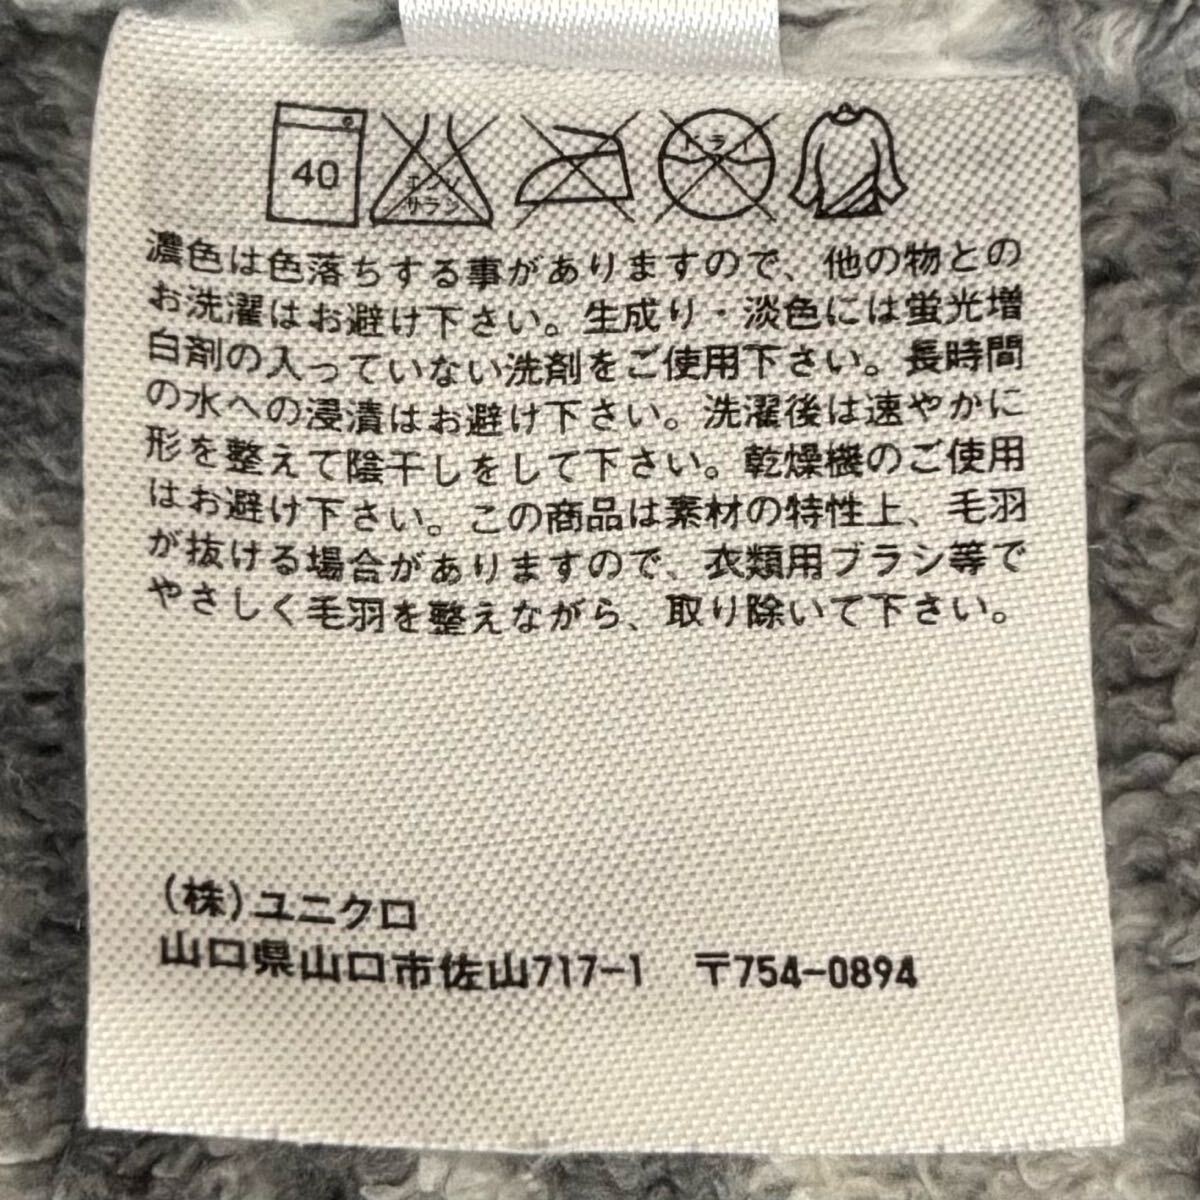 40
エンソ
サラシ
ドライ
濃色は色落ちする事がありますので、他の物との
お洗濯はお避け下さい。生成り・淡色には蛍光増
白剤の入っていない洗剤をご使用下さい。長時間
の水への浸漬はお避け下さい。洗濯後は速やかに
形を整えて陰干しをして下さい。乾燥機のご使用
はお避け下さい。この商品は素材の特性上、毛羽
が抜ける場合がありますので、衣類用ブラシ等で
やさしく毛羽を整えながら、取り除いて下さい。
(株)ユニクロ
山口県山口市佐山717-1 〒754-0894